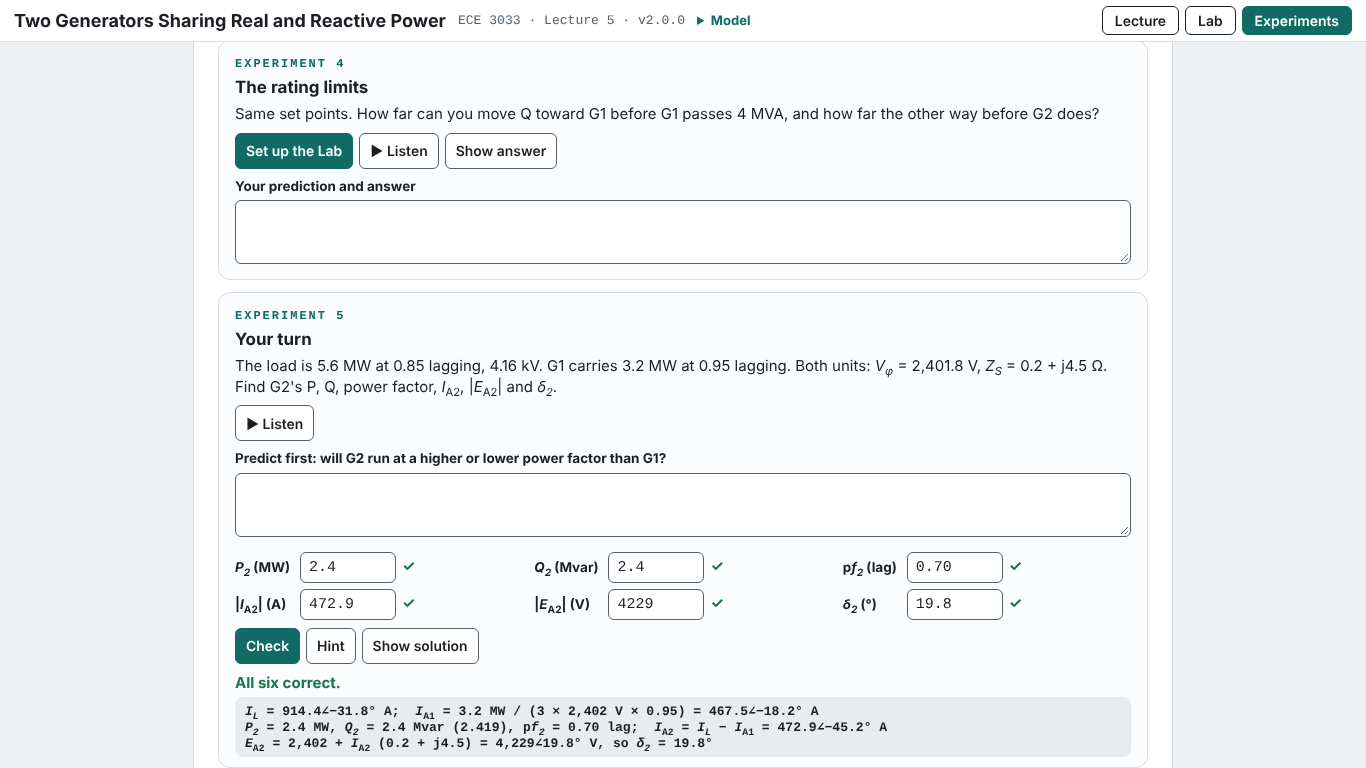 Two Generators Sharing Real and Reactive Power ECE 3033 · Lecture 5 · v2.0.0 ▶ Model Lecture Lab Experiments
EXPERIMENT 4
The rating limits
Same set points. How far can you move Q toward G1 before G1 passes 4 MVA, and how far the other way before G2 does?
Set up the Lab ▶ Listen Show answer
Your prediction and answer
EXPERIMENT 5
Your turn
The load is 5.6 MW at 0.85 lagging, 4.16 kV. G1 carries 3.2 MW at 0.95 lagging. Both units: Vφ = 2,401.8 V, ZS = 0.2 + j4.5 Ω.
Find G2's P, Q, power factor, IA2, |EA2| and δ2.
▶ Listen
Predict first: will G2 run at a higher or lower power factor than G1?
P2 (MW) 2.4 ✓ Q2 (Mvar) 2.4 ✓ pf2 (lag) 0.70 ✓
|IA2| (A) 472.9 ✓ |EA2| (V) 4229 ✓ δ2 (°) 19.8 ✓
Check Hint Show solution
All six correct.
IL = 914.4∠−31.8° A; IA1 = 3.2 MW / (3 × 2,402 V × 0.95) = 467.5∠−18.2° A
P2 = 2.4 MW, Q2 = 2.4 Mvar (2.419), pf2 = 0.70 lag; IA2 = IL − IA1 = 472.9∠−45.2° A
EA2 = 2,402 + IA2 (0.2 + j4.5) = 4,229∠19.8° V, so δ2 = 19.8°